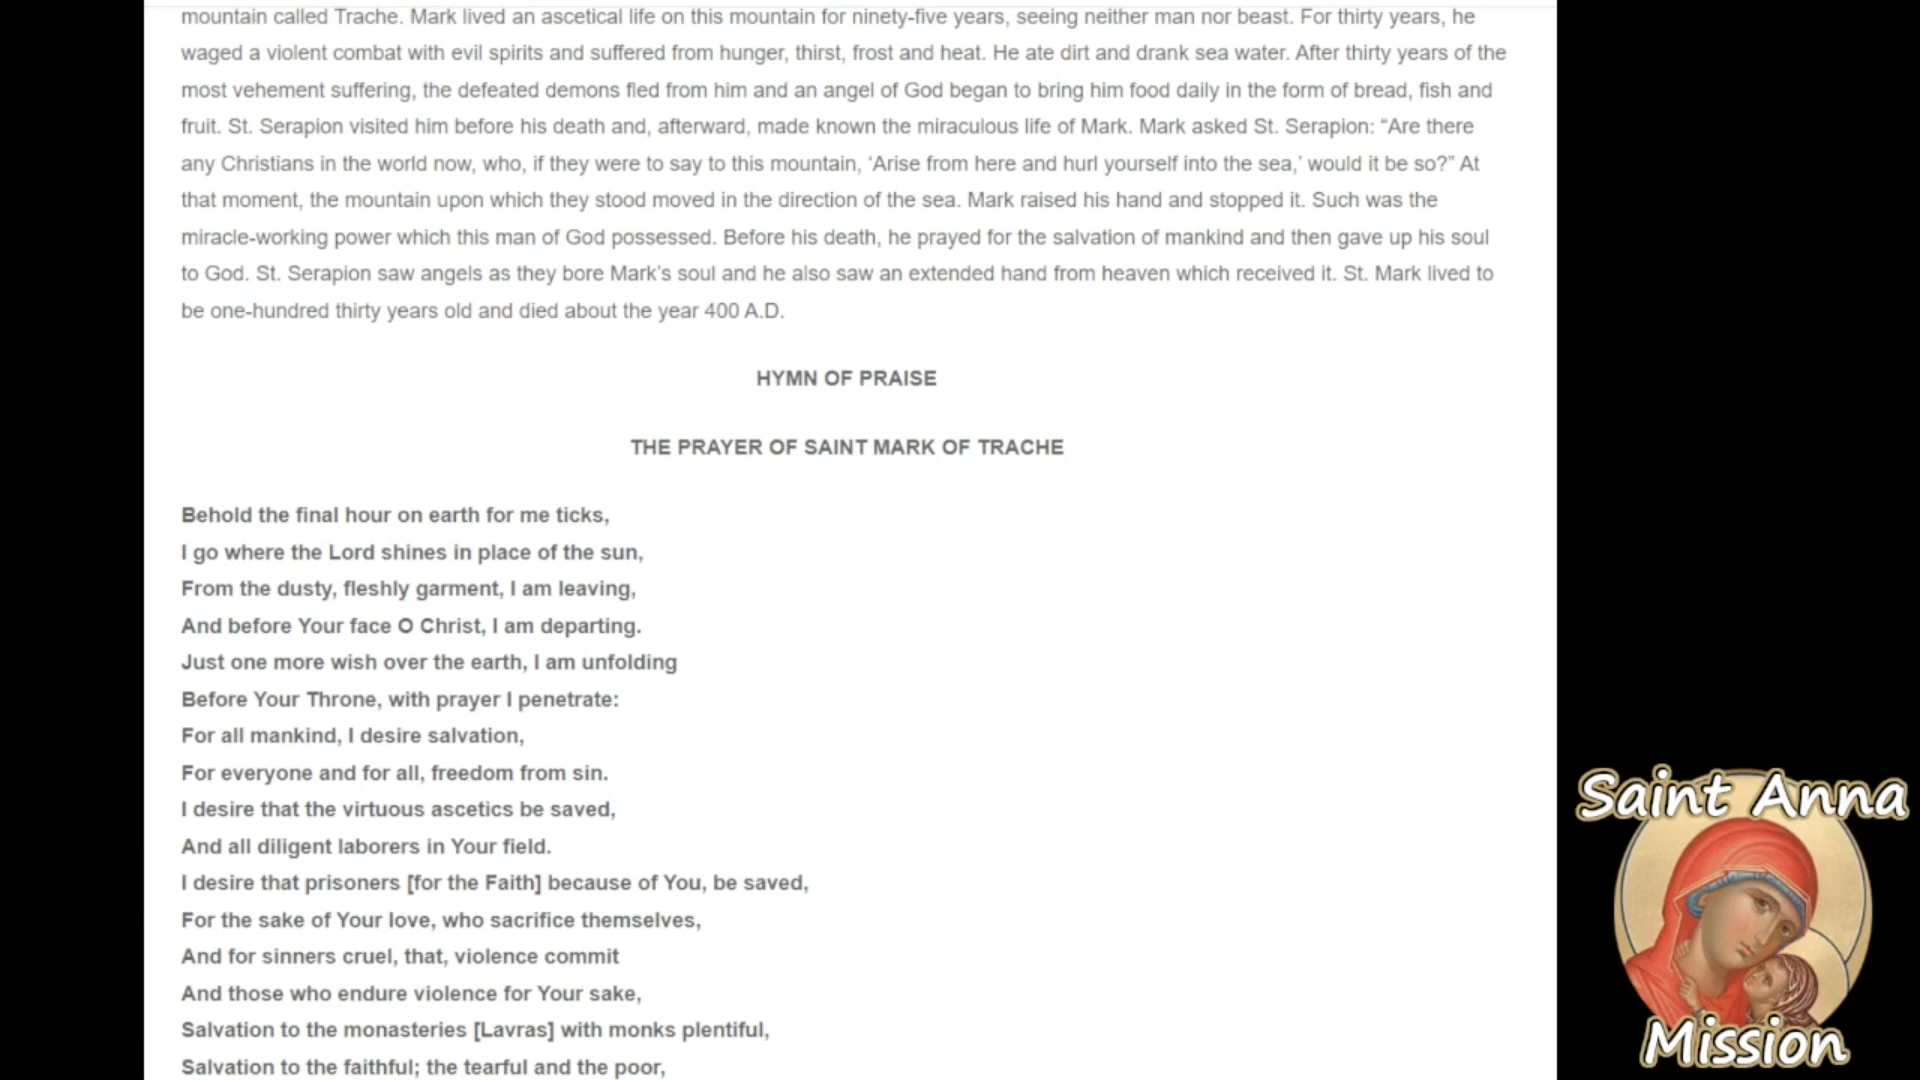 mountain called Trache. Mark lived an ascetical life on this mountain for ninety-five years, seeing neither man nor beast. For thirty years, he
waged a violent combat with evil spirits and suffered from hunger, thirst, frost and heat. He ate dirt and drank sea water. After thirty years of the
most vehement suffering, the defeated demons fled from him and an angel of God began to bring him food daily in the form of bread, fish and
fruit. St. Serapion visited him before his death and, afterward, made known the miraculous life of Mark. Mark asked St. Serapion: “Are there
any Christians in the world now, who, if they were to say to this mountain, ‘Arise from here and hurl yourself into the sea,’ would it be so?” At
that moment, the mountain upon which they stood moved in the direction of the sea. Mark raised his hand and stopped it. Such was the
miracle-working power which this man of God possessed. Before his death, he prayed for the salvation of mankind and then gave up his soul
to God. St. Serapion saw angels as they bore Mark’s soul and he also saw an extended hand from heaven which received it. St. Mark lived to
be one-hundred thirty years old and died about the year 400 A.D.
HYMN OF PRAISE
THE PRAYER OF SAINT MARK OF TRACHE
Behold the final hour on earth for me ticks,
I go where the Lord shines in place of the sun,
From the dusty, fleshly garment, I am leaving,
And before Your face O Christ, I am departing.
Just one more wish over the earth, I am unfolding
Before Your Throne, with prayer I penetrate:
For all mankind, I desire salvation,
For everyone and for all, freedom from sin.
I desire that the virtuous ascetics be saved,
And all diligent laborers in Your field.
I desire that prisoners [for the Faith] because of You, be saved,
For the sake of Your love, who sacrifice themselves,
And for sinners cruel, that, violence commit
And those who endure violence for Your sake,
Salvation to the monasteries [Lavras] with monks plentiful,
Salvation to the faithful; the tearful and the poor,
Saint Anna
Mission